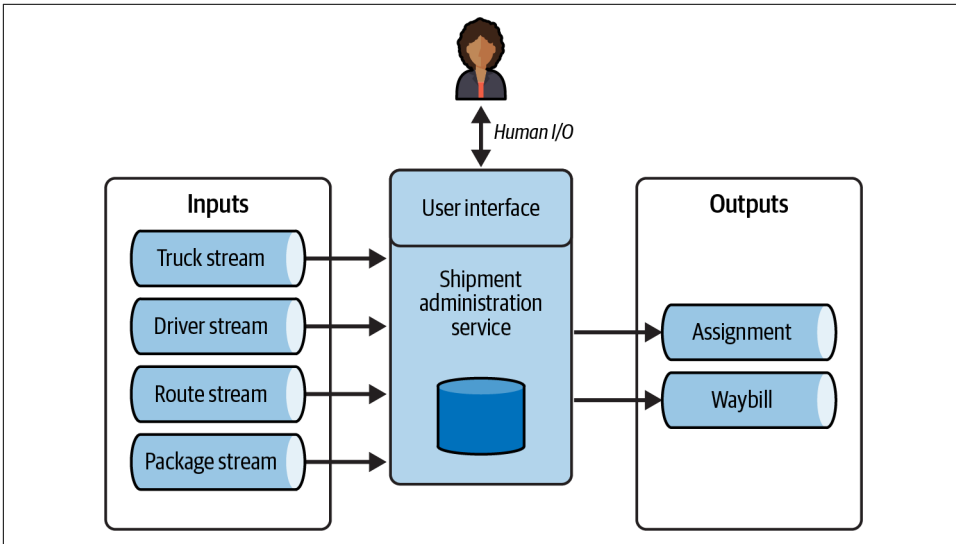 Human I/O
Inputs
Truck stream
Driver stream
Route stream
Package stream
User interface
Shipment
administration
service
Outputs
Assignment
Waybill